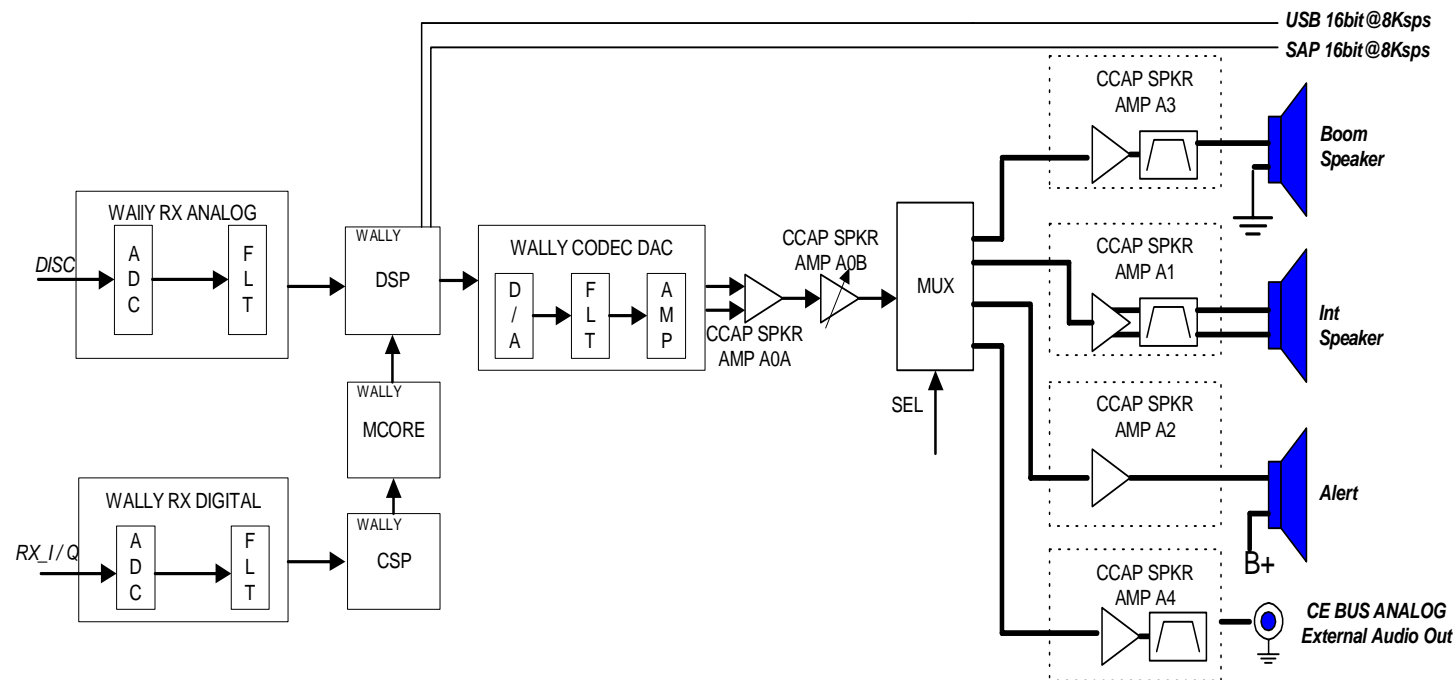 USB 16bit@8Ksps
SAP 16bit@8Ksps
CCAP SPKR
AMP A3
Boom
Speaker
WAllY RX ANALOG
A
D
C
F
L
T
DISC
WALLY
DSP
WALLY CODEC DAC
D
/
A
F
L
T
A
M
P
CCAP SPKR
AMP A0A
CCAP SPKR
AMP A0B
MUX
SEL
CCAP SPKR
AMP A1
Int
Speaker
WALLY
MCORE
CCAP SPKR
AMP A2
Alert
B+
WALLY RX DIGITAL
A
D
C
F
L
T
RX_I / Q
WALLY
CSP
CCAP SPKR
AMP A4
CE BUS ANALOG
External Audio Out